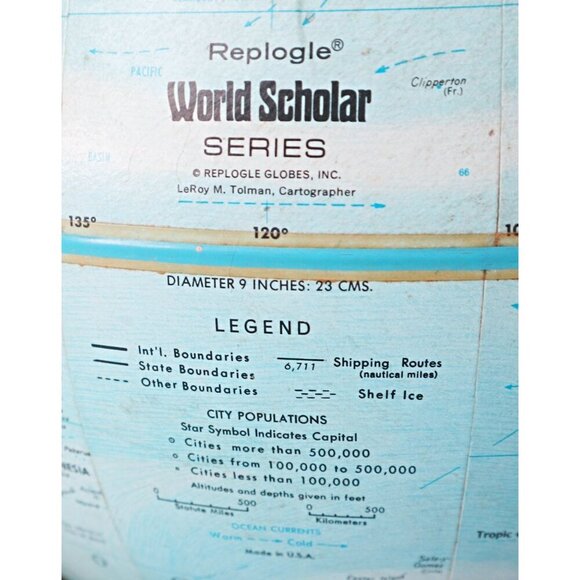 Replogle®
PACIFIC
Clipperton
(Fr.)
World Scholar
SERIES
BASIN
© REPLOGLE GLOBES, INC.
66
LeRoy M. Tolman, Cartographer
135° 120° 10
DIAMETER 9 INCHES: 23 CMS.
LEGEND
Int'l. Boundaries
State Boundaries
Other Boundaries
6,711 Shipping Routes
(nautical miles)
Shelf Ice
CITY POPULATIONS
Star Symbol Indicates Capital
Cities more than 500,000
Cities from 100,000 to 500,000
Cities less than 100,000
Altitudes and depths given in feet
0 500
Statute Miles
0 500
Kilometers
OCEAN CURRENTS
Warm Cold
Made in U.S.A.
NESIA
Tropic